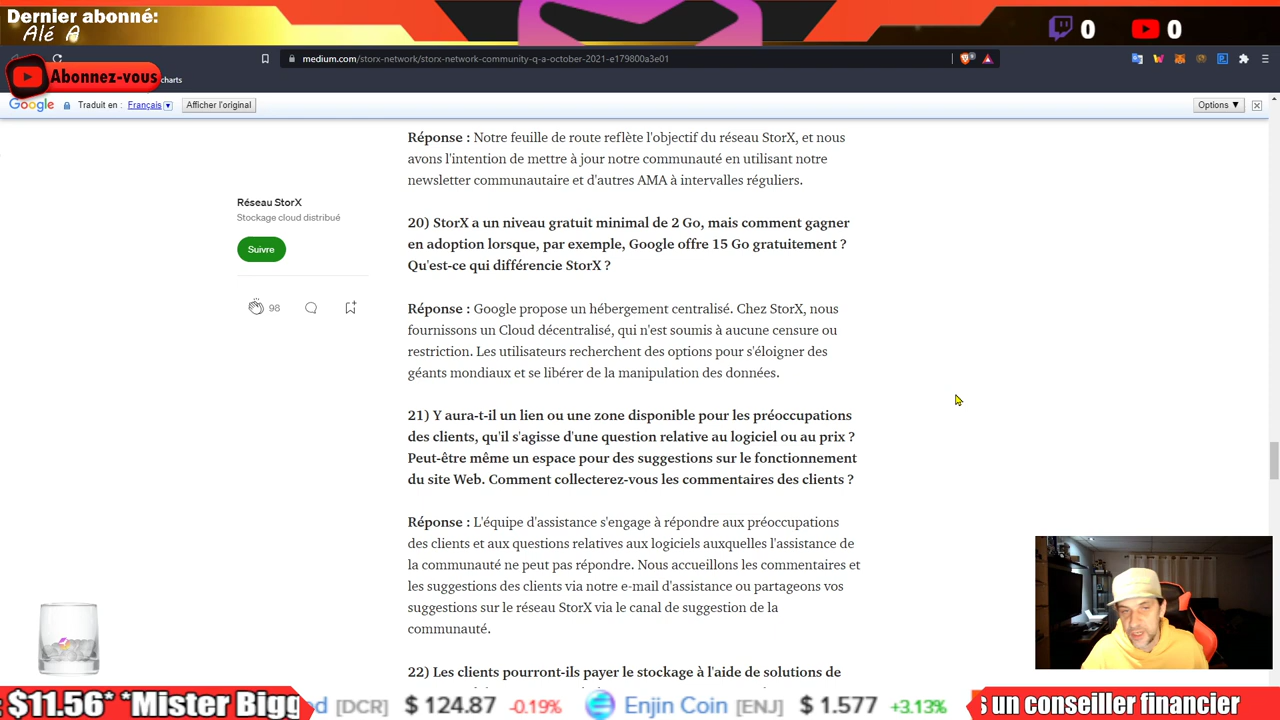 Dernier abonné:
Alé A
0
0
medium.com/storx-network/storx-network-community-q-a-october-2021-e179800a3e01
Abonnez-vous
charts
Google
Traduit en :
Français
Afficher l'original
Options ▼
Réponse : Notre feuille de route reflète l'objectif du réseau StorX, et nous
avons l'intention de mettre à jour notre communauté en utilisant notre
newsletter communautaire et d'autres AMA à intervalles réguliers.
Réseau StorX
Stockage cloud distribué
Suivre
98
20) StorX a un niveau gratuit minimal de 2 Go, mais comment gagner
en adoption lorsque, par exemple, Google offre 15 Go gratuitement ?
Qu'est-ce qui différencie StorX ?
Réponse : Google propose un hébergement centralisé. Chez StorX, nous
fournissons un Cloud décentralisé, qui n'est soumis à aucune censure ou
restriction. Les utilisateurs recherchent des options pour s'éloigner des
géants mondiaux et se libérer de la manipulation des données.
21) Y aura-t-il un lien ou une zone disponible pour les préoccupations
des clients, qu'il s'agisse d'une question relative au logiciel ou au prix ?
Peut-être même un espace pour des suggestions sur le fonctionnement
du site Web. Comment collecterez-vous les commentaires des clients ?
Réponse : L'équipe d'assistance s'engage à répondre aux préoccupations
des clients et aux questions relatives aux logiciels auxquelles l'assistance de
la communauté ne peut pas répondre. Nous accueillons les commentaires et
les suggestions des clients via notre e-mail d'assistance ou partageons vos
suggestions sur le réseau StorX via le canal de suggestion de la
communauté.
22) Les clients pourront-ils payer le stockage à l'aide de solutions de
$11.56* *Mister Bigg
d [DCR] $ 124.87 -0.19% Enjin Coin [ENJ] $ 1.577 +3.13%
un conseiller financier